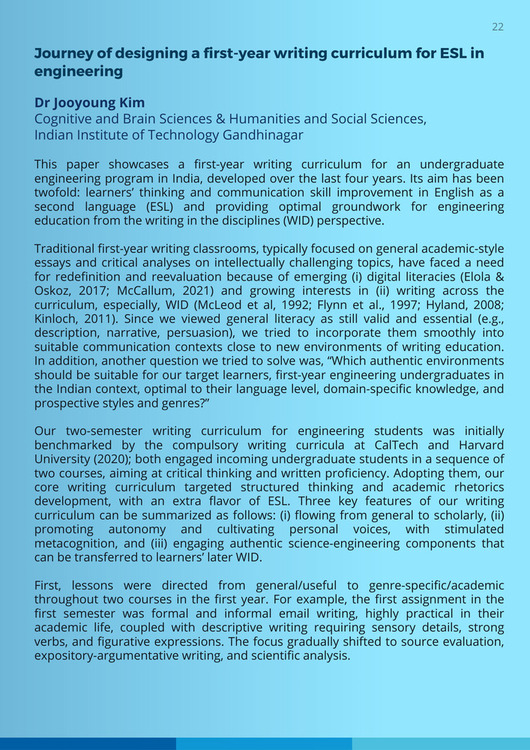 22
Journey of designing a first-year writing curriculum for ESL in
engineering
Dr Jooyoung Kim
Cognitive and Brain Sciences & Humanities and Social Sciences,
Indian Institute of Technology Gandhinagar
This paper showcases a first-year writing curriculum for an undergraduate
engineering program in India, developed over the last four years. Its aim has been
twofold: learners’ thinking and communication skill improvement in English as a
second language (ESL) and providing optimal groundwork for engineering
education from the writing in the disciplines (WID) perspective.
Traditional first-year writing classrooms, typically focused on general academic-style
essays and critical analyses on intellectually challenging topics, have faced a need
for redefinition and reevaluation because of emerging (i) digital literacies (Elola &
Oskoz, 2017; McCallum, 2021) and growing interests in (ii) writing across the
curriculum, especially, WID (McLeod et al, 1992; Flynn et al., 1997; Hyland, 2008;
Kinloch, 2011). Since we viewed general literacy as still valid and essential (e.g.,
description, narrative, persuasion), we tried to incorporate them smoothly into
suitable communication contexts close to new environments of writing education.
In addition, another question we tried to solve was, “Which authentic environments
should be suitable for our target learners, first-year engineering undergraduates in
the Indian context, optimal to their language level, domain-specific knowledge, and
prospective styles and genres?”
Our two-semester writing curriculum for engineering students was initially
benchmarked by the compulsory writing curricula at CalTech and Harvard
University (2020); both engaged incoming undergraduate students in a sequence of
two courses, aiming at critical thinking and written proficiency. Adopting them, our
core writing curriculum targeted structured thinking and academic rhetorics
development, with an extra flavor of ESL. Three key features of our writing
curriculum can be summarized as follows: (i) flowing from general to scholarly, (ii)
promoting autonomy and cultivating personal voices, with stimulated
metacognition, and (iii) engaging authentic science-engineering components that
can be transferred to learners’ later WID.
First, lessons were directed from general/useful to genre-specific/academic
throughout two courses in the first year. For example, the first assignment in the
first semester was formal and informal email writing, highly practical in their
academic life, coupled with descriptive writing requiring sensory details, strong
verbs, and figurative expressions. The focus gradually shifted to source evaluation,
expository-argumentative writing, and scientific analysis.